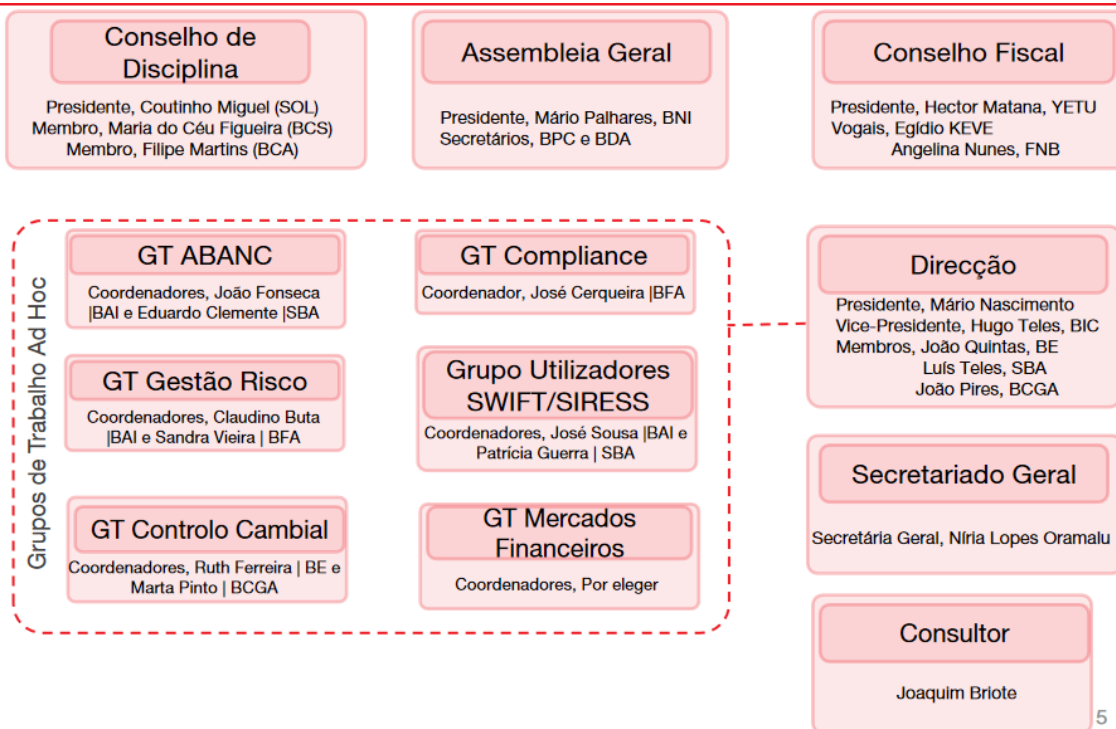 Conselho de
Disciplina
Presidente, Coutinho Miguel (SOL)
Membro, Maria do Céu Figueira (BCS)
Membro, Filipe Martins (BCA)
Assembleia Geral
Presidente, Mário Palhares, BNI
Secretários, BPC e BDA
Conselho Fiscal
Presidente, Hector Matana, YETU
Vogais, Egídio KEVE
Angelina Nunes, FNB
Grupos de Trabalho Ad Hoc
GT ABANC
Coordenadores, João Fonseca
|BAI e Eduardo Clemente |SBA
GT Compliance
Coordenador, José Cerqueira |BFA
GT Gestão Risco
Coordenadores, Claudino Buta
|BAI e Sandra Vieira | BFA
Grupo Utilizadores
SWIFT/SIRESS
Coordenadores, José Sousa |BAI e
Patrícia Guerra | SBA
GT Controlo Cambial
Coordenadores, Ruth Ferreira | BE e
Marta Pinto | BCGA
GT Mercados
Financeiros
Coordenadores, Por eleger
Direcção
Presidente, Mário Nascimento
Vice-Presidente, Hugo Teles, BIC
Membros, João Quintas, BE
Luís Teles, SBA
João Pires, BCGA
Secretariado Geral
Secretária Geral, Níria Lopes Oramalu
Consultor
Joaquim Briote
5